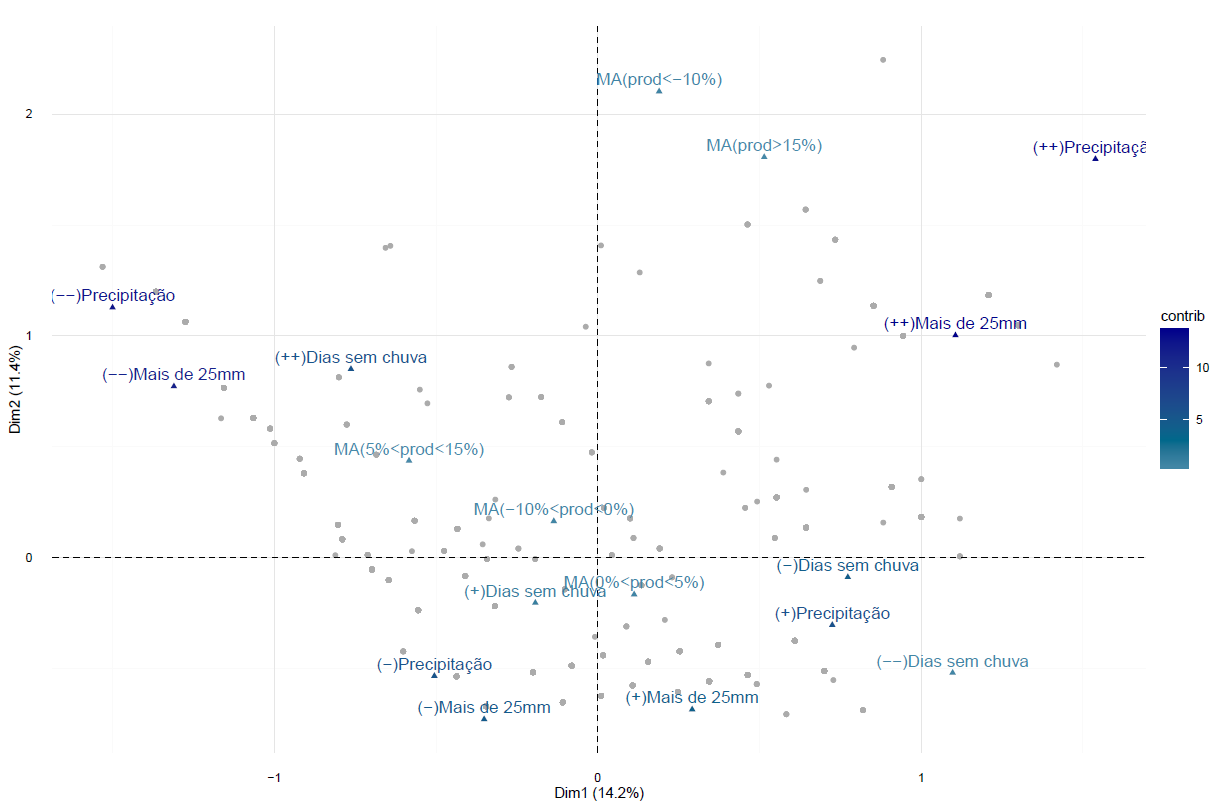 MA(prod<−10%)
2
MA(prod>15%)
(++)Precipitaçã
(−−)Precipitação
contrib
(++)Mais de 25mm
1
(++)Dias sem chuva
10
(−−)Mais de 25mm
Dim2 (11.4%)
5
MA(5%<prod<15%)
MA(−10%<prod<0%)
0
(−)Dias sem chuva
MA(0%<prod<5%)
(+)Dias sem chuva
(+)Precipitação
(−)Precipitação
(−−)Dias sem chuva
(+)Mais de 25mm
(−)Mais de 25mm
−1
0
1
Dim1 (14.2%)